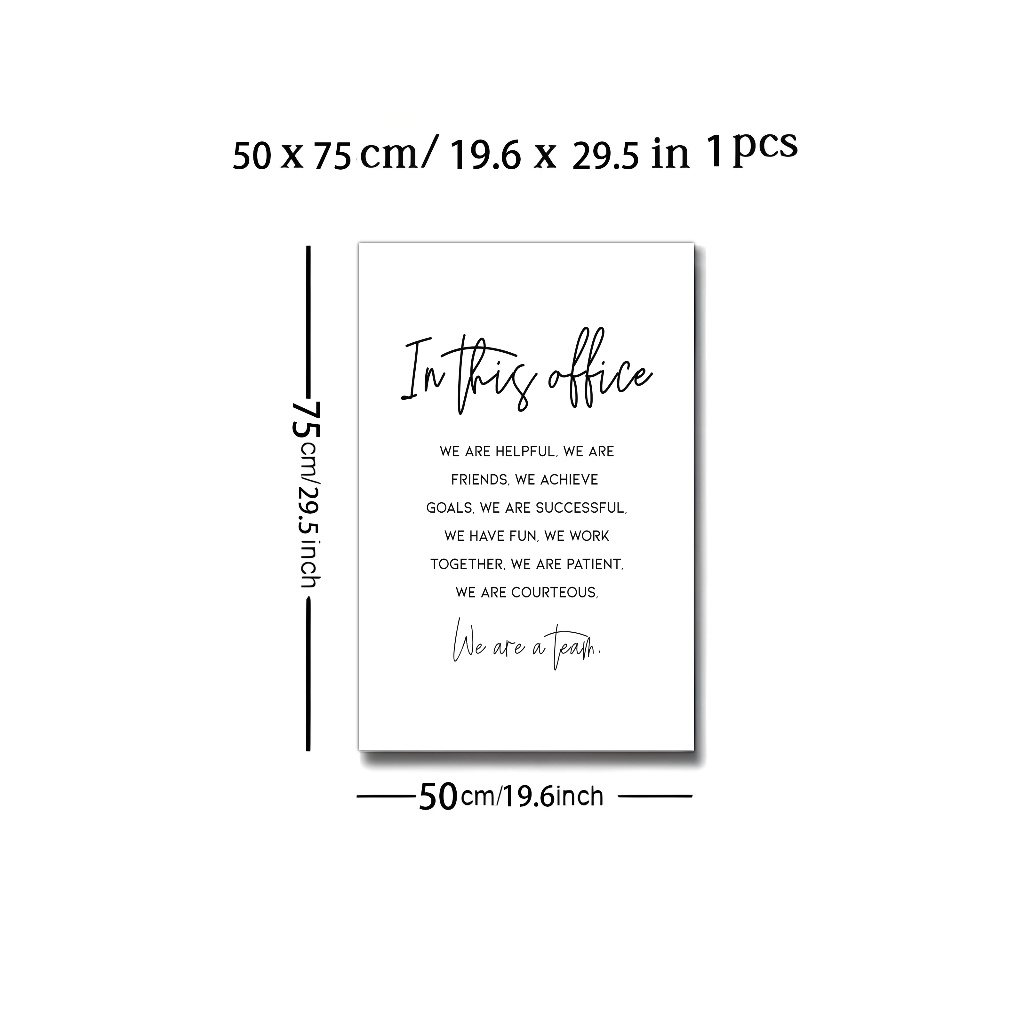 50 x 75 cm/ 19.6 x 29.5 in 1 pcs
In this office
WE ARE HELPFUL, WE ARE
FRIENDS, WE ACHIEVE
GOALS, WE ARE SUCCESSFUL,
WE HAVE FUN, WE WORK
TOGETHER, WE ARE PATIENT,
WE ARE COURTEOUS,
We are a team.
75cm/29.5inch
50cm/19.6inch